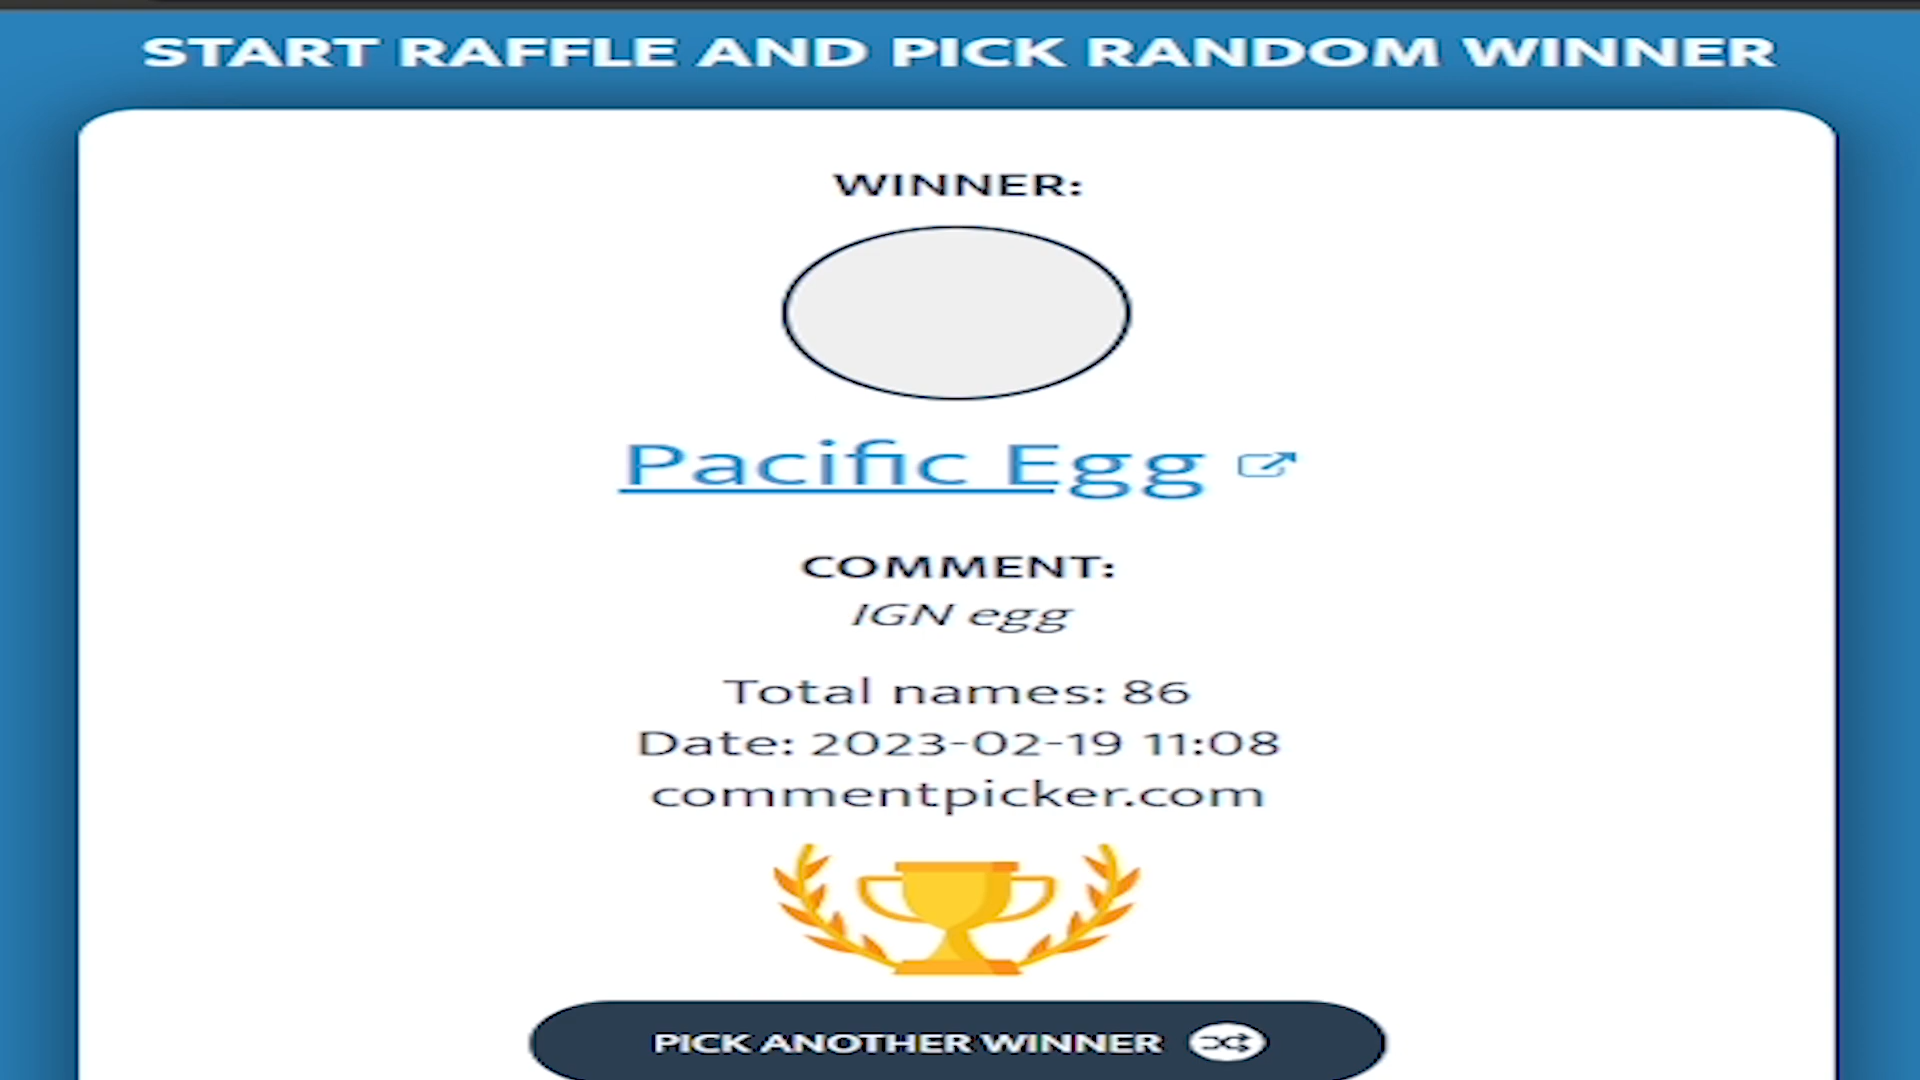 START RAFFLE AND PICK RANDOM WINNER
WINNER:
Pacific Egg
COMMENT:
IGN egg
Total names: 86
Date: 2023-02-19 11:08
commentpicker.com
PICK ANOTHER WINNER